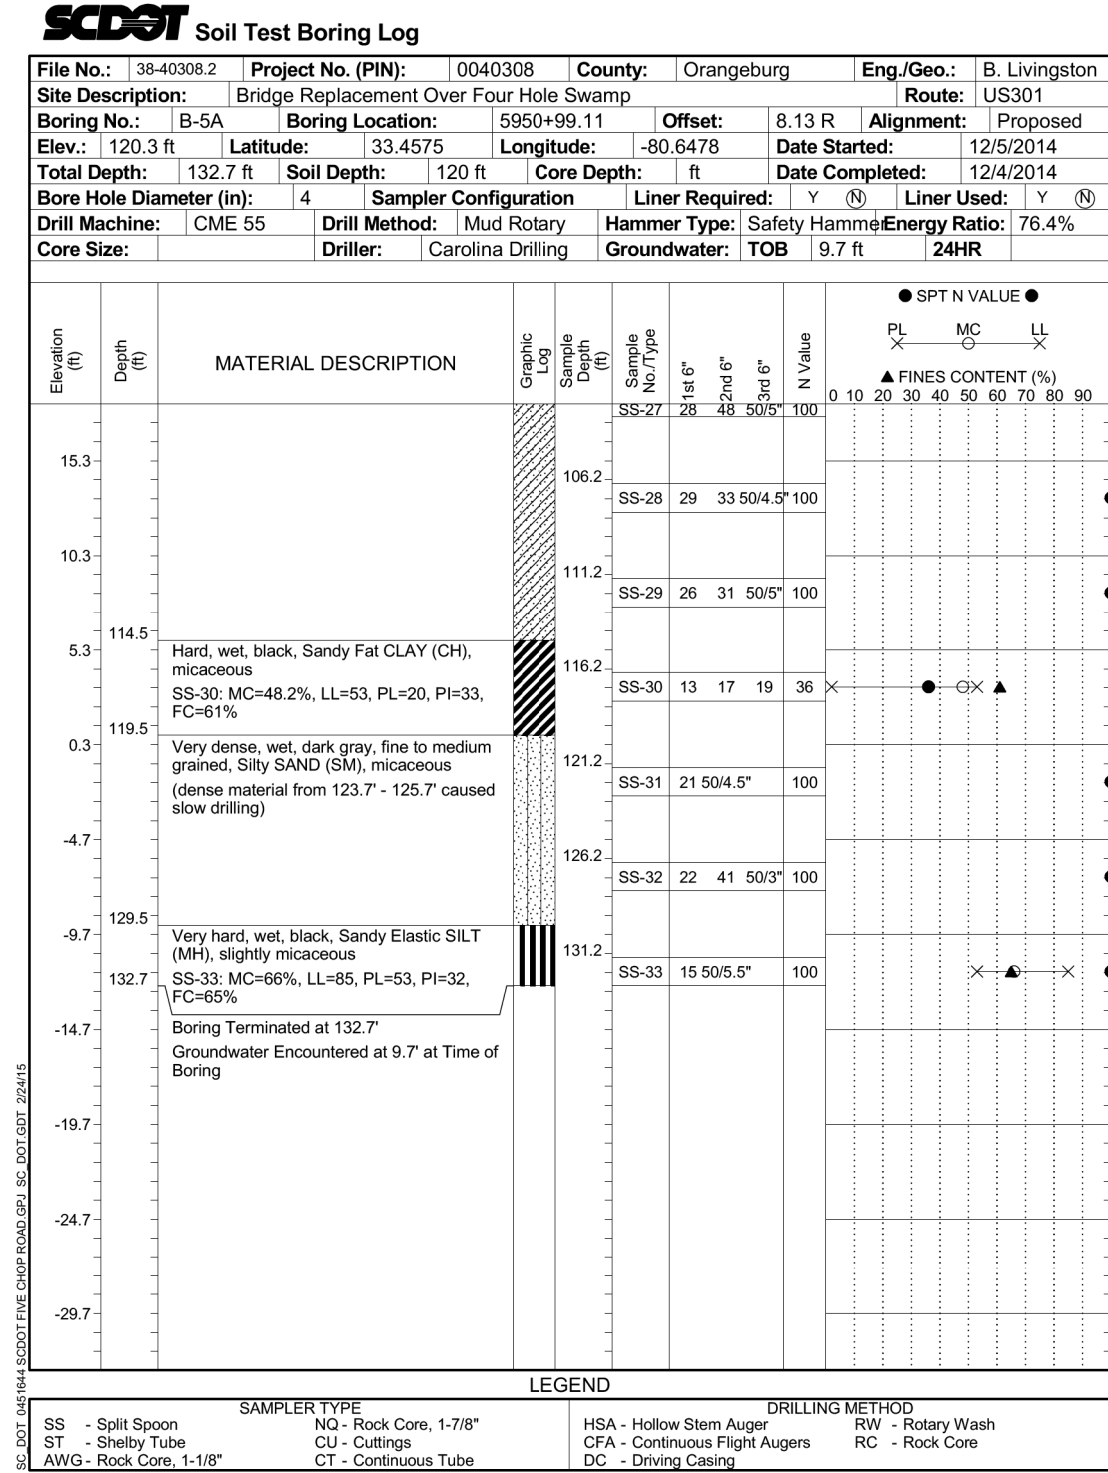 SCDOT Soil Test Boring Log
File No.: 38-40308.2 Project No. (PIN): 0040308 County: Orangeburg Eng./Geo.: B. Livingston
Site Description: Bridge Replacement Over Four Hole Swamp Route: US301
Boring No.: B-5A Boring Location: 5950+99.11 Offset: 8.13 R Alignment: Proposed
Elev.: 120.3 ft Latitude: 33.4575 Longitude: -80.6478 Date Started: 12/5/2014
Total Depth: 132.7 ft Soil Depth: 120 ft Core Depth: ft Date Completed: 12/4/2014
Bore Hole Diameter (in): 4 Sampler Configuration Liner Required: Y N Liner Used: Y N
Drill Machine: CME 55 Drill Method: Mud Rotary Hammer Type: Safety Hammer Energy Ratio: 76.4%
Core Size: Driller: Carolina Drilling Groundwater: TOB 9.7 ft 24HR
Elevation (ft)
Depth (ft)
MATERIAL DESCRIPTION
Graphic Log
Sample Depth (ft)
Sample No./Type
1st 6"
2nd 6"
3rd 6"
N Value
● SPT N VALUE ●
PL MC LL
▲ FINES CONTENT (%)
0 10 20 30 40 50 60 70 80 90
SS-27 28 48 50/5" 100
15.3
106.2
SS-28 29 33 50/4.5" 100
10.3
111.2
SS-29 26 31 50/5" 100
114.5
5.3 Hard, wet, black, Sandy Fat CLAY (CH),
micaceous
116.2
SS-30: MC=48.2%, LL=53, PL=20, PI=33,
FC=61%
SS-30 13 17 19 36
119.5
0.3 Very dense, wet, dark gray, fine to medium
grained, Silty SAND (SM), micaceous
121.2
(dense material from 123.7' - 125.7' caused
slow drilling)
SS-31 21 50/4.5" 100
-4.7
126.2
SS-32 22 41 50/3" 100
129.5
-9.7 Very hard, wet, black, Sandy Elastic SILT
(MH), slightly micaceous
131.2
132.7 SS-33: MC=66%, LL=85, PL=53, PI=32,
FC=65%
SS-33 15 50/5.5" 100
-14.7 Boring Terminated at 132.7'
Groundwater Encountered at 9.7' at Time of
Boring
-19.7
-24.7
-29.7
SC_DOT 0451644 SCDOT FIVE CHOP ROAD.GPJ SC_DOT.GDT 2/24/15
LEGEND
SAMPLER TYPE DRILLING METHOD
SS - Split Spoon NQ - Rock Core, 1-7/8" HSA - Hollow Stem Auger RW - Rotary Wash
ST - Shelby Tube CU - Cuttings CFA - Continuous Flight Augers RC - Rock Core
AWG - Rock Core, 1-1/8" CT - Continuous Tube DC - Driving Casing